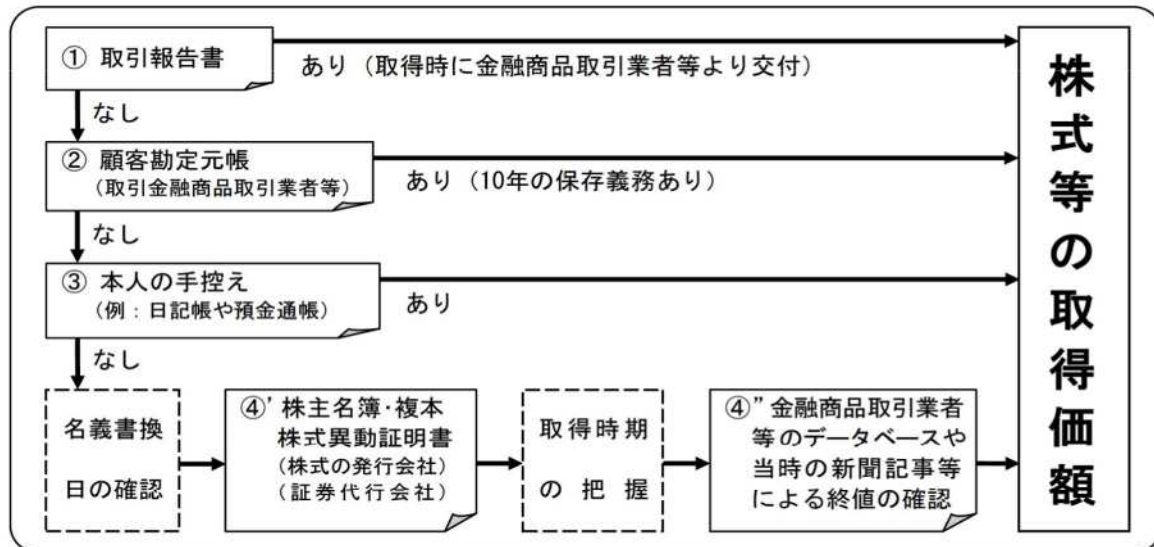 ① 取引報告書
あり（取得時に金融商品取引業者等より交付）
なし
② 顧客勘定元帳
（取引金融商品取引業者等）
あり（10年の保存義務あり）
なし
③ 本人の手控え
（例：日記帳や預金通帳）
あり
なし
名義書換
日の確認
④’株主名簿・複本
株式異動証明書
（株式の発行会社）
（証券代行会社）
取得時期
の把握
④”金融商品取引業者
等のデータベースや
当時の新聞記事等
による終値の確認
株式等の取得価額